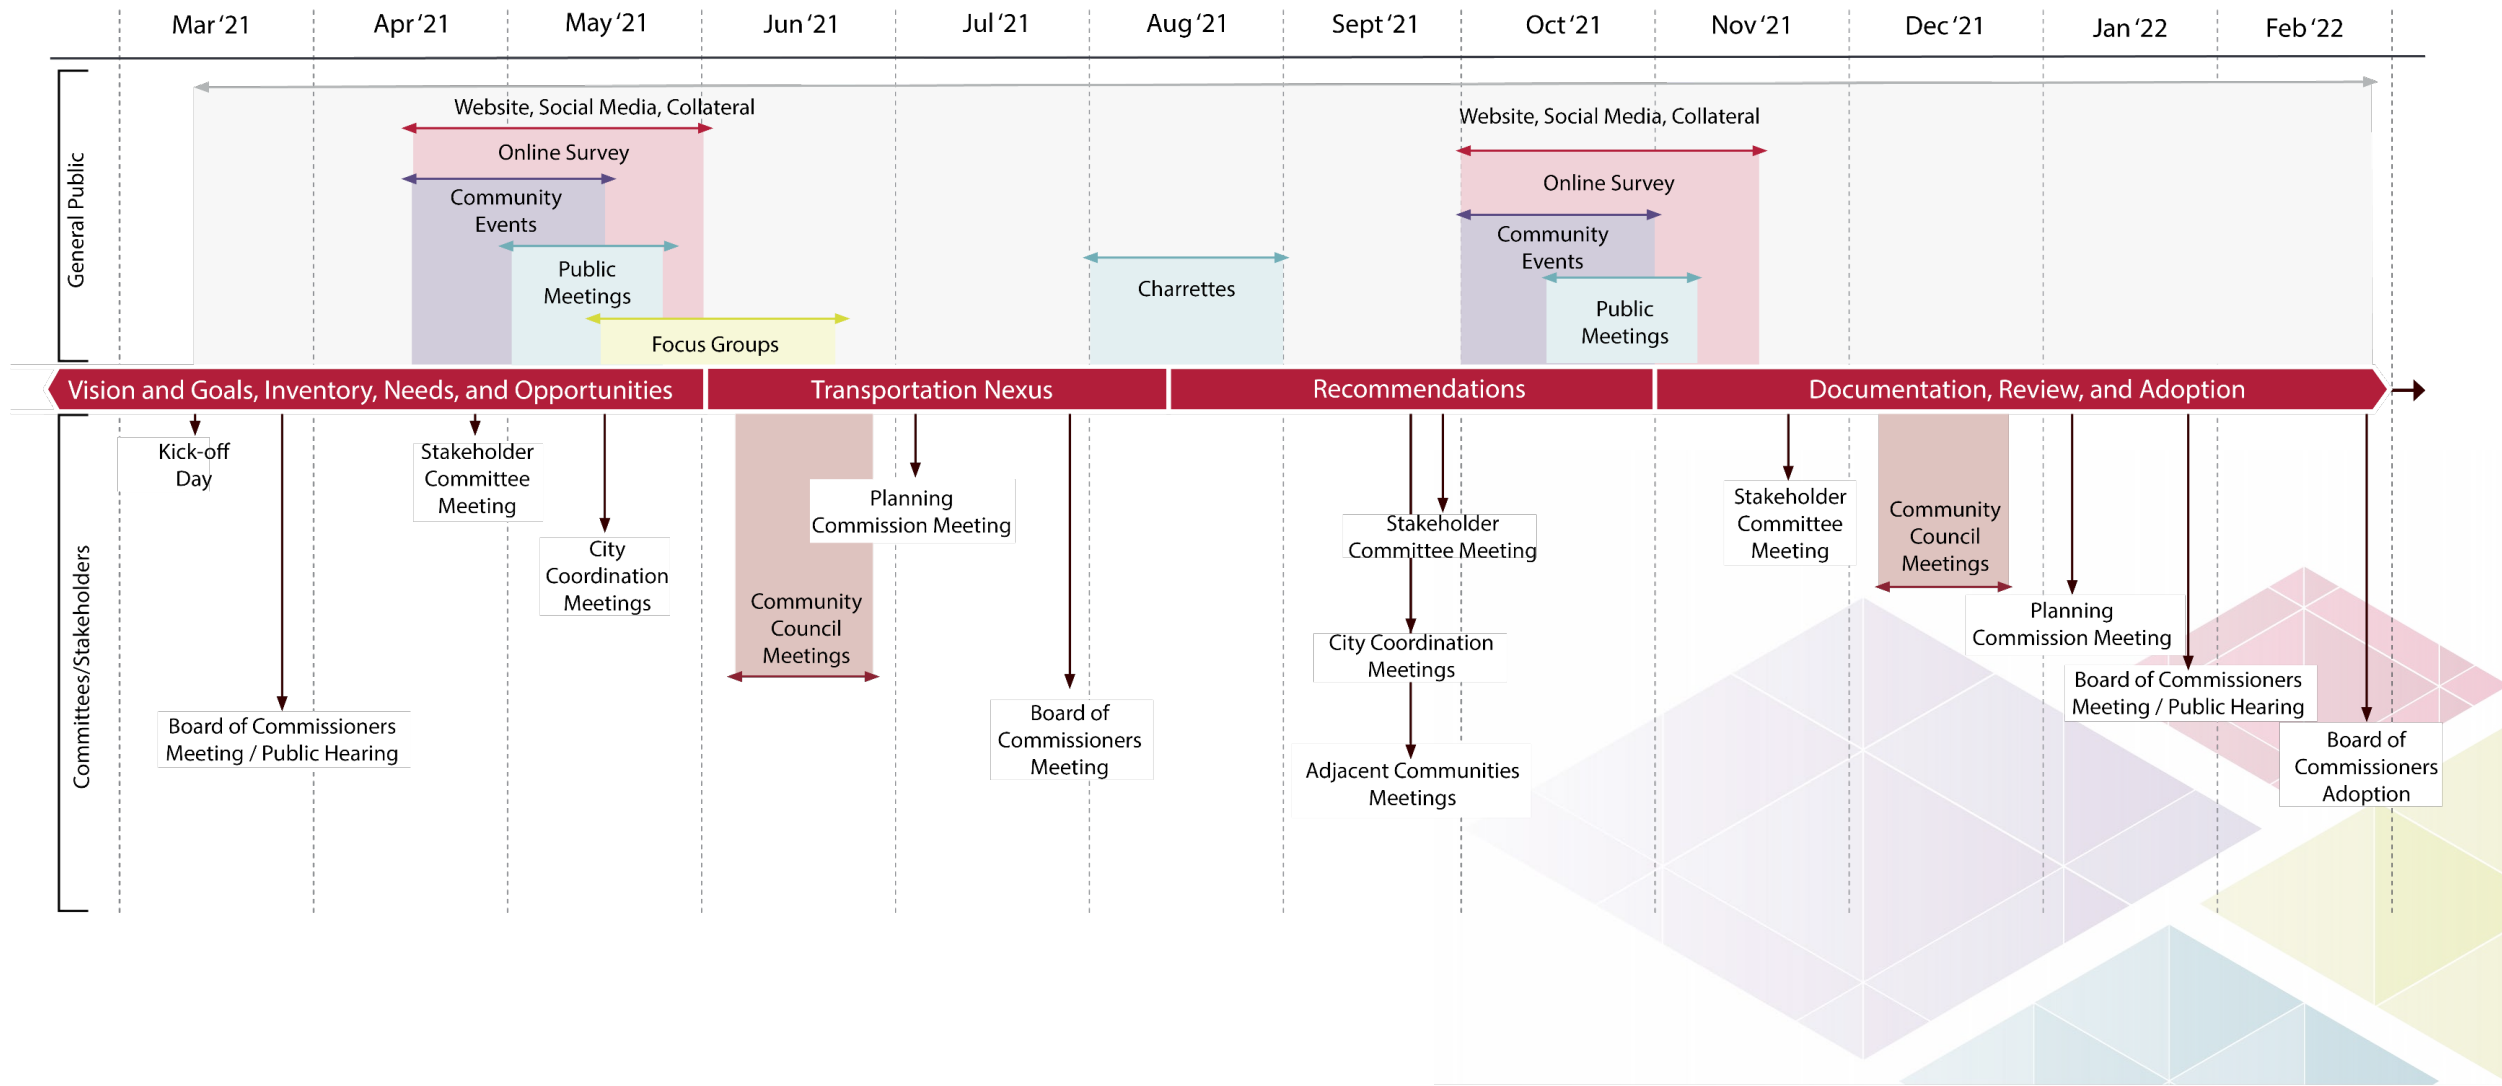 Mar ‘21
Apr ‘21
May ‘21
Jun ‘21
Jul ‘21
Aug ‘21
Sept ‘21
Oct ‘21
Nov ‘21
Dec ‘21
Jan ‘22
Feb ‘22
General Public
Website, Social Media, Collateral
Online Survey
Community
Events
Public
Meetings
Focus Groups
Charrettes
Website, Social Media, Collateral
Online Survey
Community
Events
Public
Meetings
Vision and Goals, Inventory, Needs, and Opportunities
Transportation Nexus
Recommendations
Documentation, Review, and Adoption
Committees/Stakeholders
Kick-off
Day
Board of Commissioners
Meeting / Public Hearing
Stakeholder
Committee
Meeting
City
Coordination
Meetings
Community
Council
Meetings
Planning
Commission Meeting
Board of
Commissioners
Meeting
Stakeholder
Committee Meeting
City Coordination
Meetings
Adjacent Communities
Meetings
Stakeholder
Committee
Meeting
Community
Council
Meetings
Planning
Commission Meeting
Board of Commissioners
Meeting / Public Hearing
Board of
Commissioners
Adoption